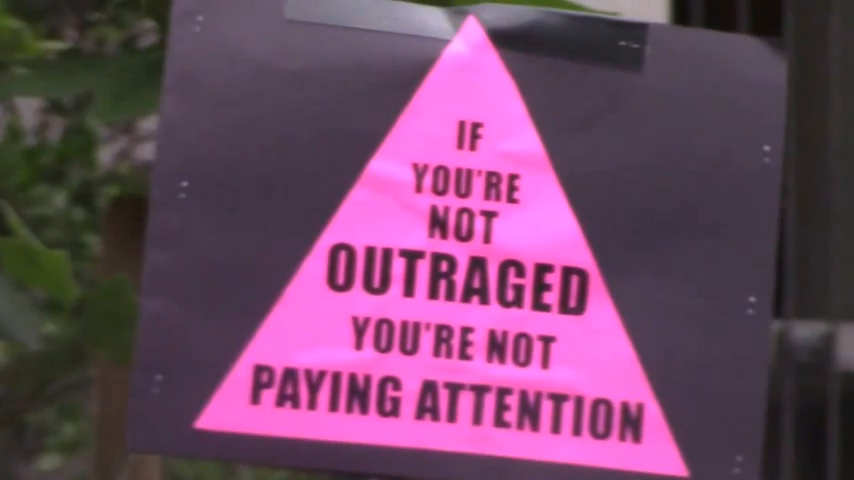 IF
YOU'RE
NOT
OUTRAGED
YOU'RE NOT
PAYING ATTENTION